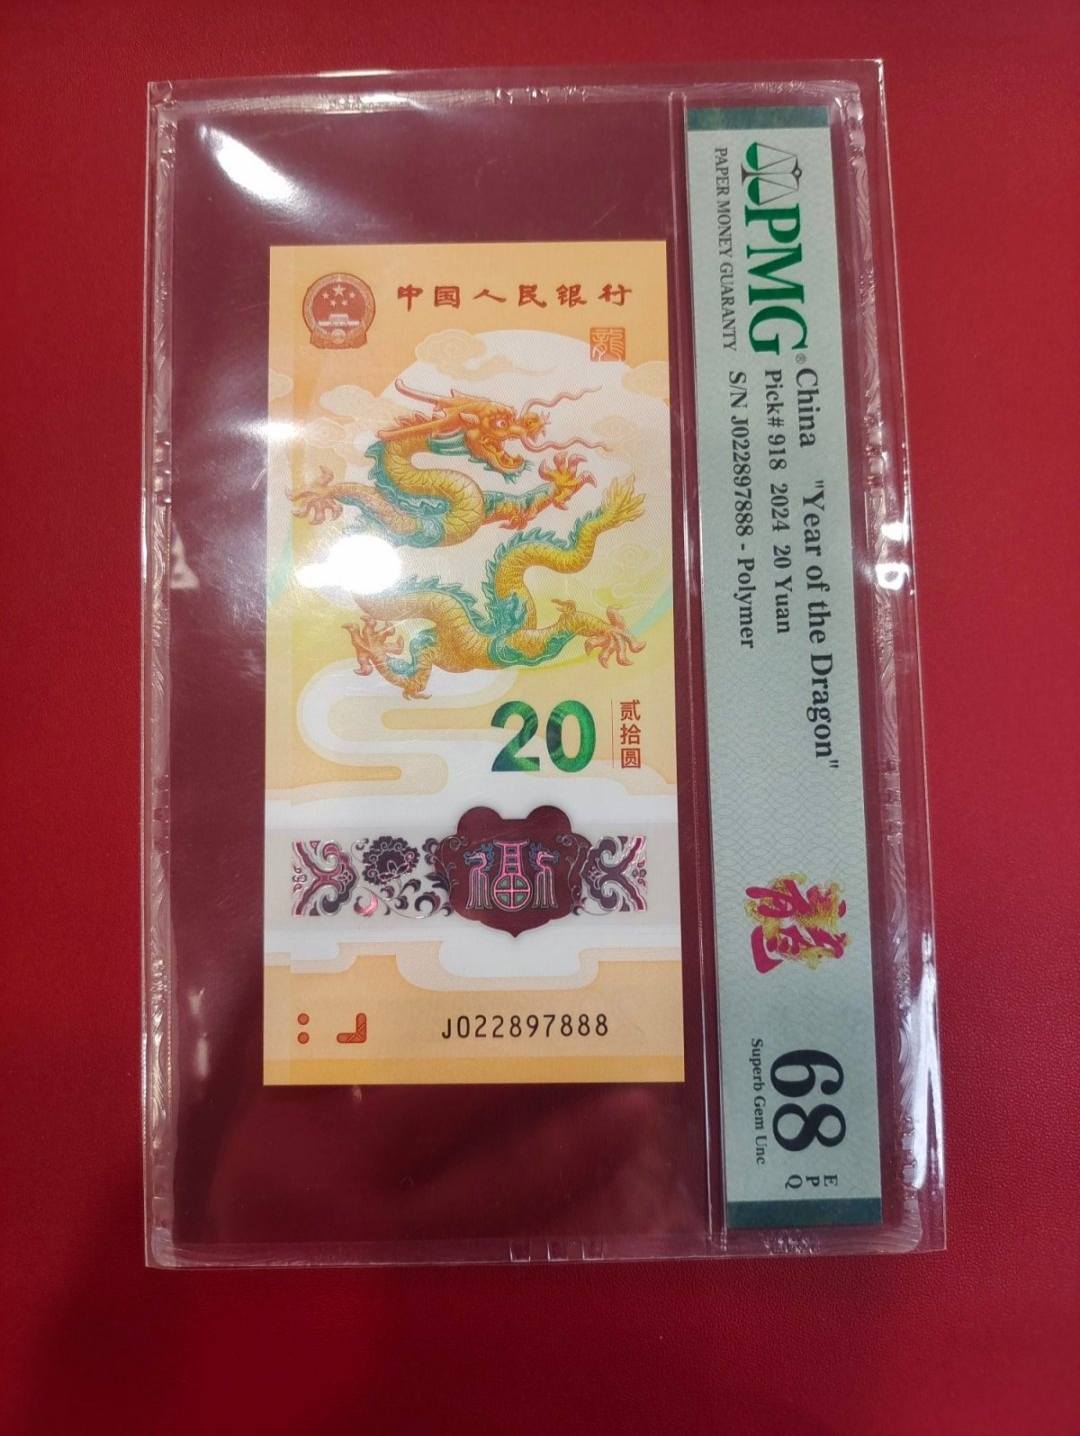 中国人民银行
龍
20
贰拾圆
J022897888
PMG®
PAPER MONEY GUARANTY
China "Year of the Dragon"
Pick# 918 2024 20 Yuan
S/N J022897888 - Polymer
68
EPQ
Superb Gem Unc